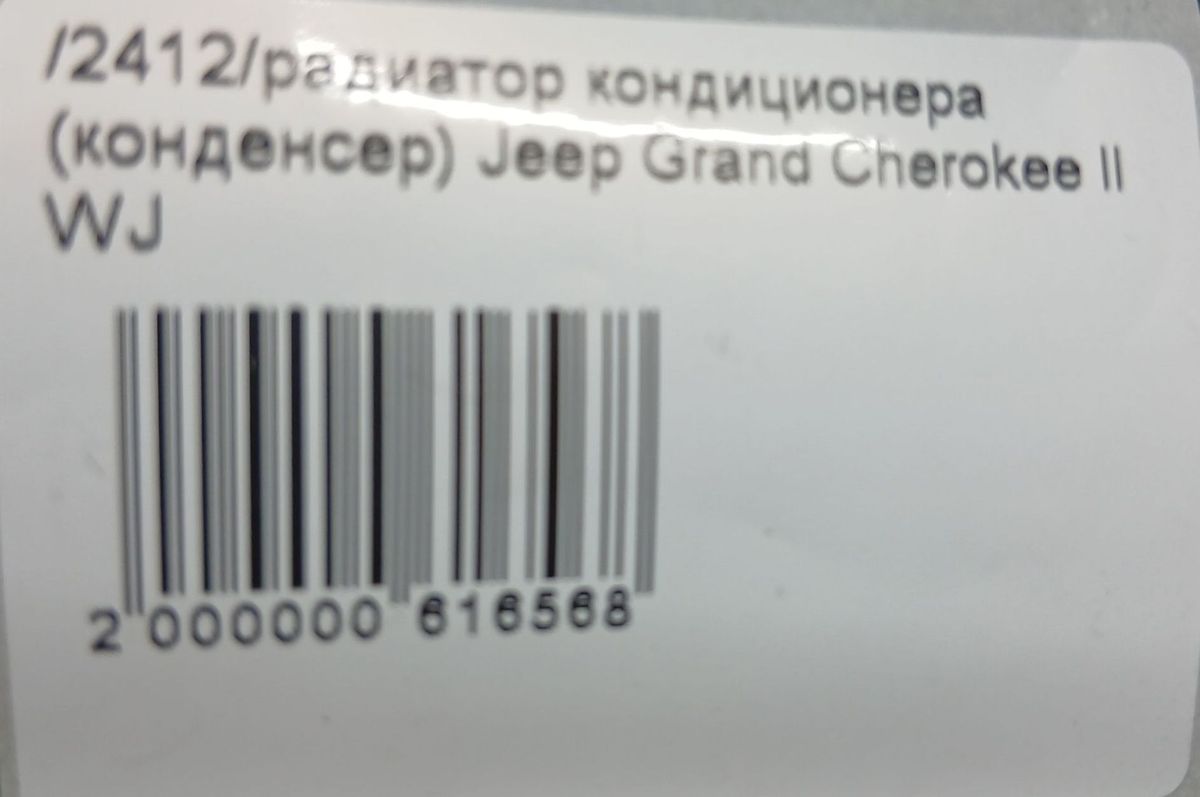 /2412/радиатор кондиционера
(конденсер) Jeep Grand Cherokee II
WJ
2 000000 616568